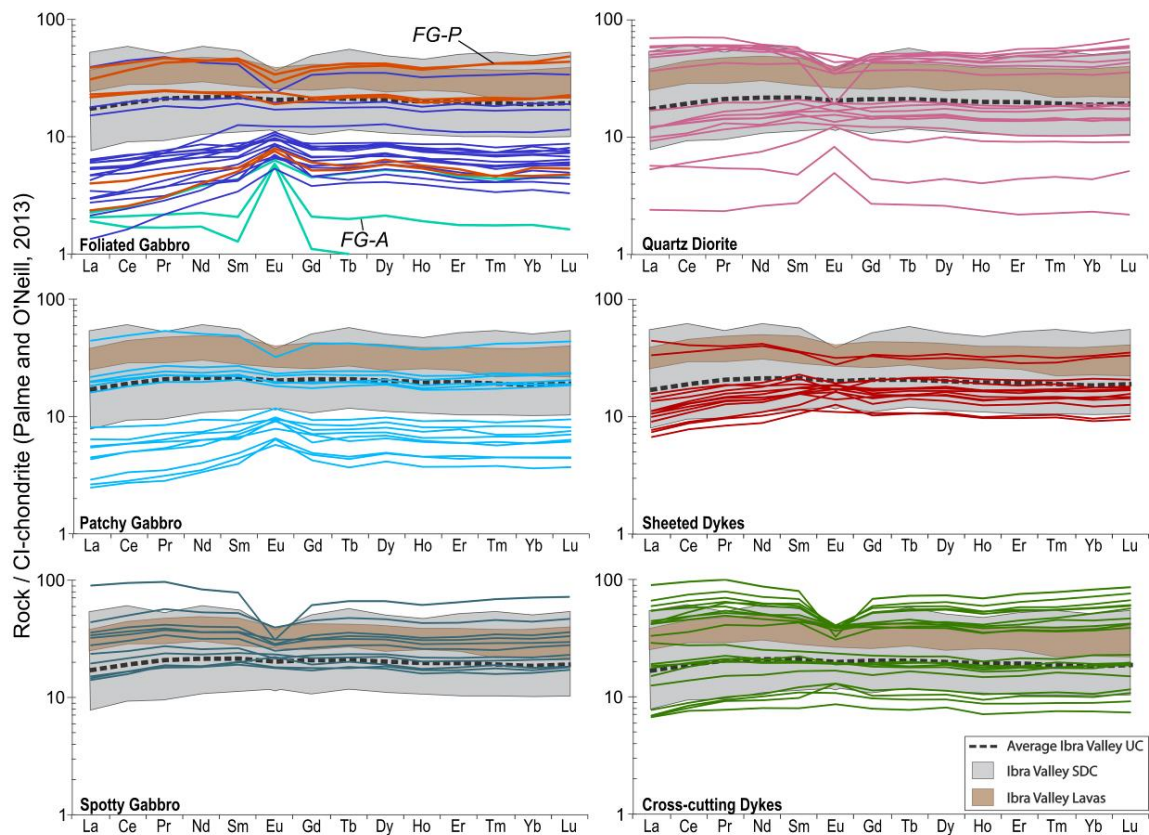 Rock / CI-chondrite (Palme and O'Neill, 2013)
100
10
1
FG-P
FG-A
Foliated Gabbro
La Ce Pr Nd Sm Eu Gd Tb Dy Ho Er Tm Yb Lu
100
10
1
Quartz Diorite
La Ce Pr Nd Sm Eu Gd Tb Dy Ho Er Tm Yb Lu
100
10
1
Patchy Gabbro
La Ce Pr Nd Sm Eu Gd Tb Dy Ho Er Tm Yb Lu
100
10
1
Sheeted Dykes
La Ce Pr Nd Sm Eu Gd Tb Dy Ho Er Tm Yb Lu
100
10
1
Spotty Gabbro
La Ce Pr Nd Sm Eu Gd Tb Dy Ho Er Tm Yb Lu
100
10
1
Average Ibra Valley UC
Ibra Valley SDC
Ibra Valley Lavas
Cross-cutting Dykes
La Ce Pr Nd Sm Eu Gd Tb Dy Ho Er Tm Yb Lu